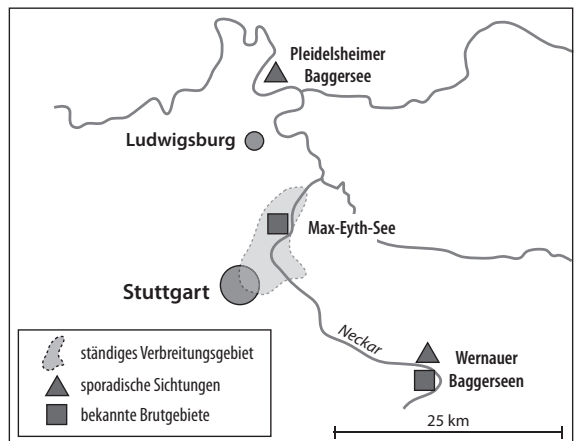 Pleidelsheimer
Baggersee
Ludwigsburg
Max-Eyth-See
Stuttgart
Neckar
Wernauer
Baggerseen
ständiges Verbreitungsgebiet
sporadische Sichtungen
bekannte Brutgebiete
25 km